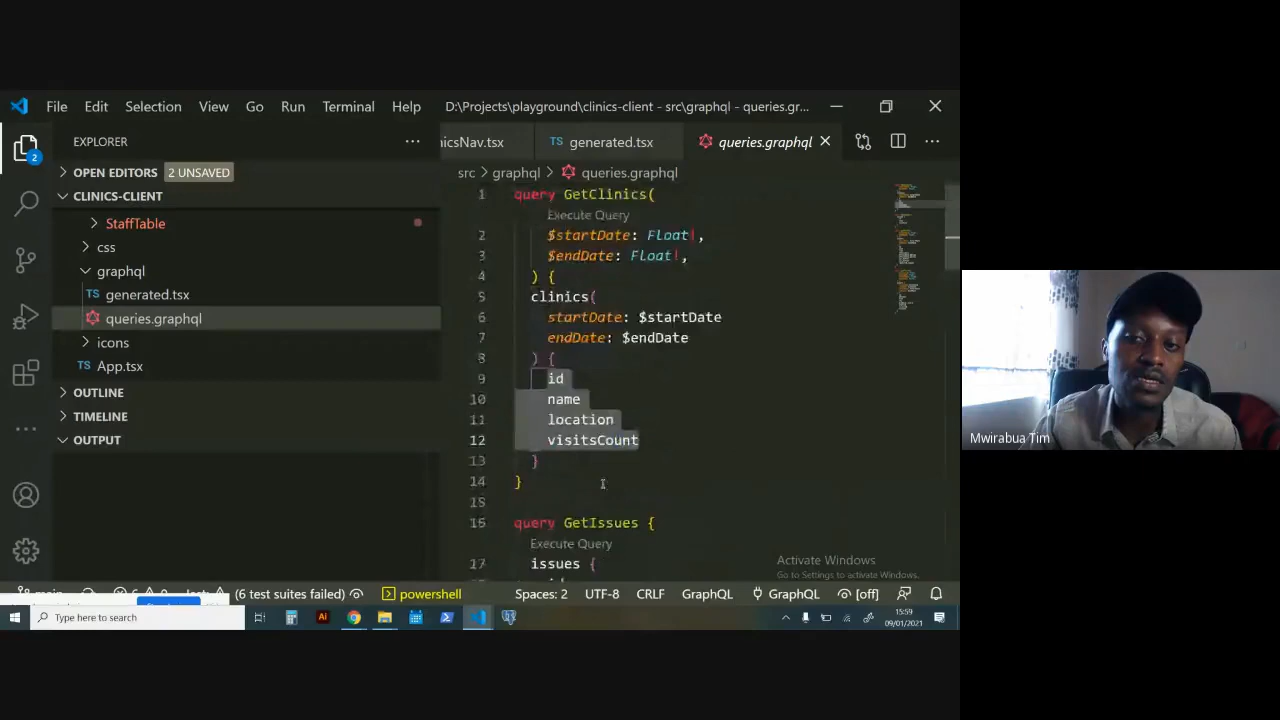 File Edit Selection View Go Run Terminal Help D:\Projects\playground\clinics-client - src\graphql - queries.gr...
EXPLORER
OPEN EDITORS 2 UNSAVED
CLINICS-CLIENT
StaffTable
css
graphql
generated.tsx
queries.graphql
icons
App.tsx
OUTLINE
TIMELINE
OUTPUT
2
icsNav.tsx TS generated.tsx queries.graphql
src > graphql > queries.graphql
1 query GetClinics(
Execute Query
2 $startDate: Float!,
3 $endDate: Float!,
4 ) {
5 clinics(
6 startDate: $startDate
7 endDate: $endDate
8 ) {
9 id
10 name
11 location
12 visitsCount
13 }
14 }
15
16 query GetIssues {
Execute Query
17 issues {
Activate Windows
Go to Settings to activate Windows.
(6 test suites failed) powershell Spaces: 2 UTF-8 CRLF GraphQL GraphQL [off]
Type here to search
Ai
15:59
09/01/2021
Mwirabua Tim